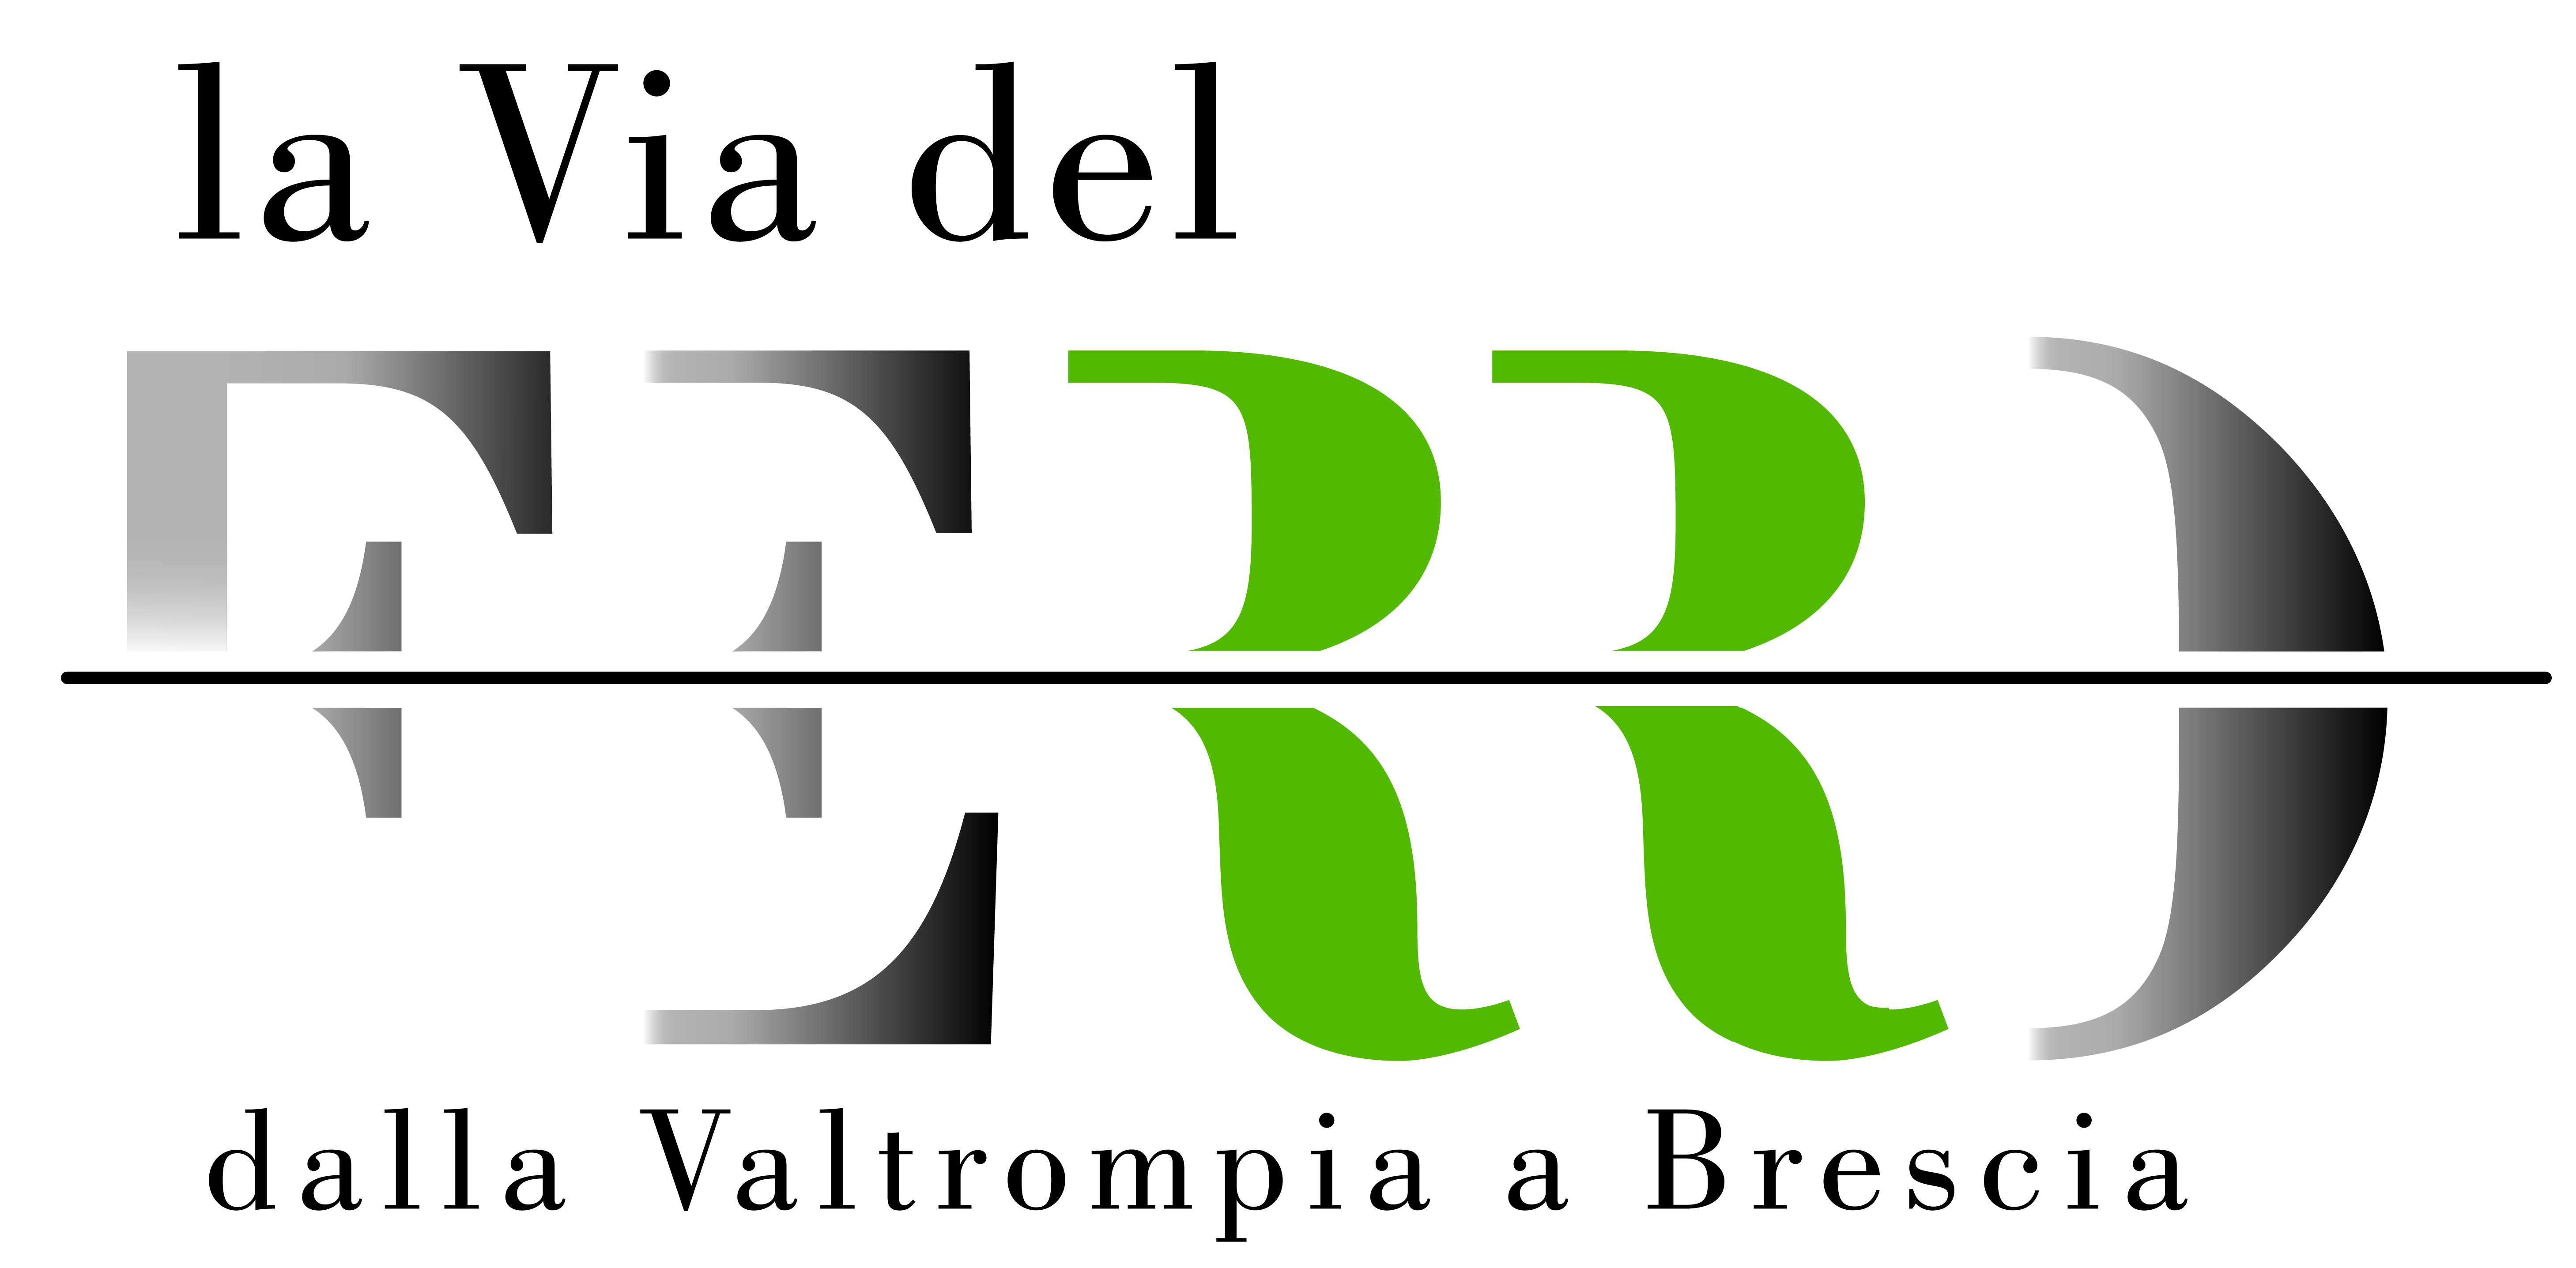 la Via del
FERRO
dalla Valtrompia a Brescia